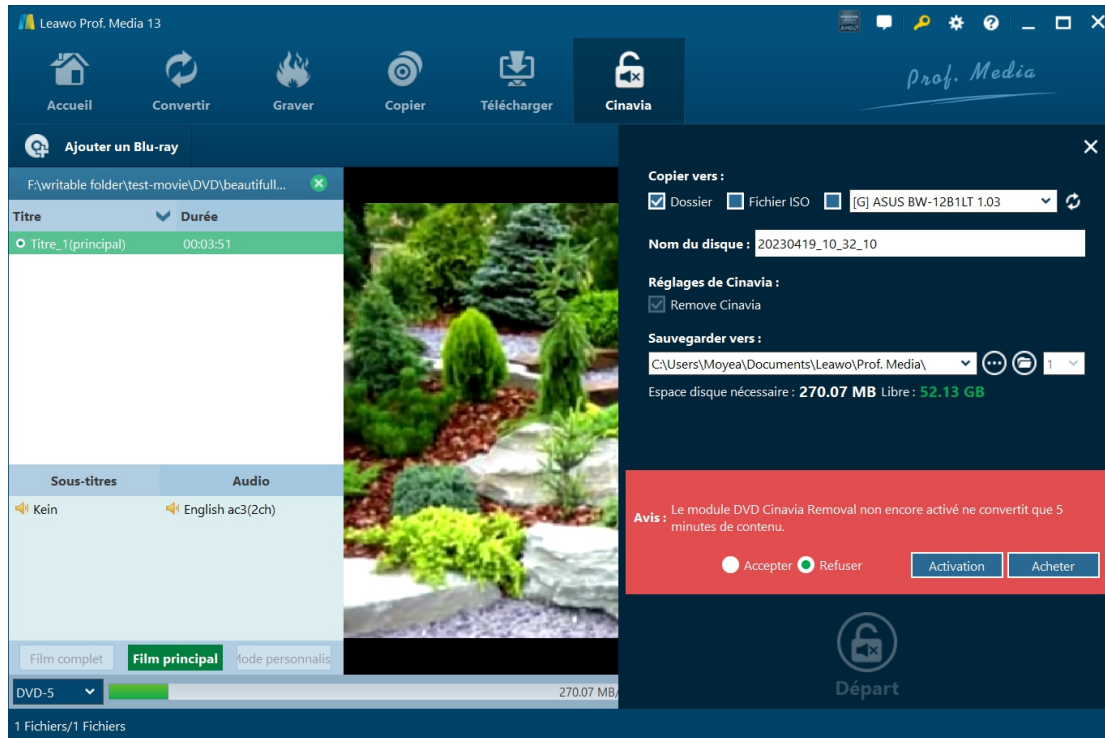 Leawo Prof. Media 13
Accueil
Convertir
Graver
Copier
Télécharger
Cinavia
Prof. Media
Ajouter un Blu-ray
F:\writable folder\test-movie\DVD\beautifull...
Titre Durée
Titre_1(principal) 00:03:51
Sous-titres Audio
Kein English ac3(2ch)
Film complet Film principal Mode personnalis
DVD-5 270.07 MB/
1 Fichiers/1 Fichiers
Copier vers :
Dossier Fichier ISO [G] ASUS BW-12B1LT 1.03
Nom du disque : 20230419_10_32_10
Réglages de Cinavia :
Remove Cinavia
Sauvegarder vers :
C:\Users\Moyea\Documents\Leawo\Prof. Media\ 1
Espace disque nécessaire : 270.07 MB Libre : 52.13 GB
Avis : Le module DVD Cinavia Removal non encore activé ne convertit que 5
minutes de contenu.
Accepter Refuser Activation Acheter
Départ